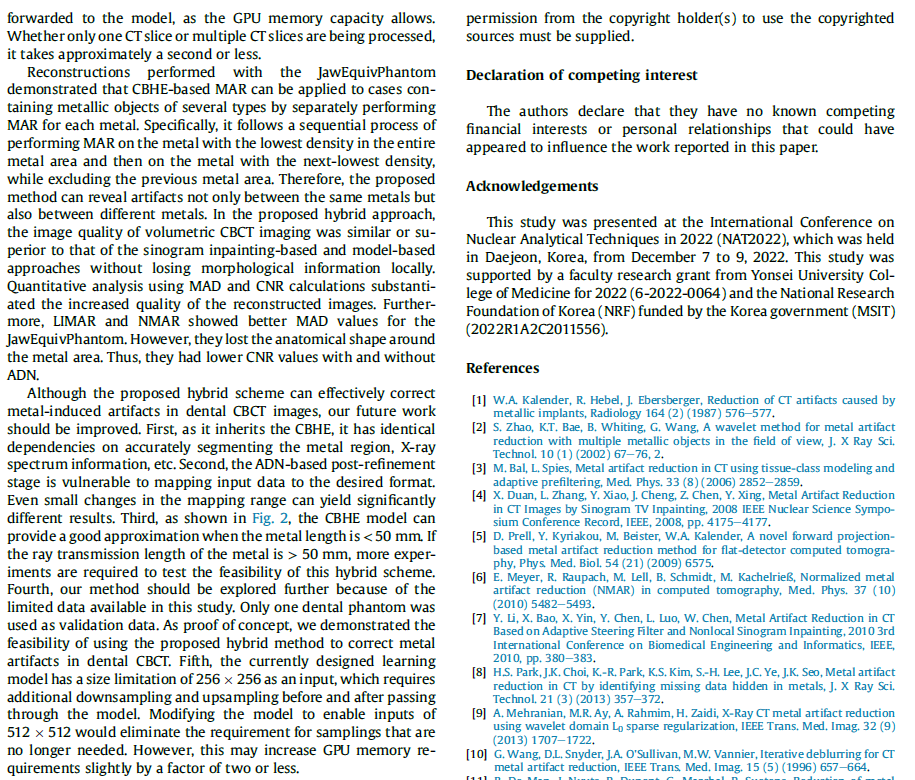 forwarded to the model, as the GPU memory capacity allows.
Whether only one CT slice or multiple CT slices are being processed,
it takes approximately a second or less.
Reconstructions performed with the JawEquivPhantom
demonstrated that CBHE-based MAR can be applied to cases con-
taining metallic objects of several types by separately performing
MAR for each metal. Specifically, it follows a sequential process of
performing MAR on the metal with the lowest density in the entire
metal area and then on the metal with the next-lowest density,
while excluding the previous metal area. Therefore, the proposed
method can reveal artifacts not only between the same metals but
also between different metals. In the proposed hybrid approach,
the image quality of volumetric CBCT imaging was similar or su-
perior to that of the sinogram inpainting-based and model-based
approaches without losing morphological information locally.
Quantitative analysis using MAD and CNR calculations substanti-
ated the increased quality of the reconstructed images. Further-
more, LIMAR and NMAR showed better MAD values for the
JawEquivPhantom. However, they lost the anatomical shape around
the metal area. Thus, they had lower CNR values with and without
ADN.
Although the proposed hybrid scheme can effectively correct
metal-induced artifacts in dental CBCT images, our future work
should be improved. First, as it inherits the CBHE, it has identical
dependencies on accurately segmenting the metal region, X-ray
spectrum information, etc. Second, the ADN-based post-refinement
stage is vulnerable to mapping input data to the desired format.
Even small changes in the mapping range can yield significantly
different results. Third, as shown in Fig. 2, the CBHE model can
provide a good approximation when the metal length is < 50 mm. If
the ray transmission length of the metal is > 50 mm, more exper-
iments are required to test the feasibility of this hybrid scheme.
Fourth, our method should be explored further because of the
limited data available in this study. Only one dental phantom was
used as validation data. As proof of concept, we demonstrated the
feasibility of using the proposed hybrid method to correct metal
artifacts in dental CBCT. Fifth, the currently designed learning
model has a size limitation of 256 × 256 as an input, which requires
additional downsampling and upsampling before and after passing
through the model. Modifying the model to enable inputs of
512 × 512 would eliminate the requirement for samplings that are
no longer needed. However, this may increase GPU memory re-
quirements slightly by a factor of two or less.
permission from the copyright holder(s) to use the copyrighted
sources must be supplied.
Declaration of competing interest
The authors declare that they have no known competing
financial interests or personal relationships that could have
appeared to influence the work reported in this paper.
Acknowledgements
This study was presented at the International Conference on
Nuclear Analytical Techniques in 2022 (NAT2022), which was held
in Daejeon, Korea, from December 7 to 9, 2022. This study was
supported by a faculty research grant from Yonsei University Col-
lege of Medicine for 2022 (6-2022-0064) and the National Research
Foundation of Korea (NRF) funded by the Korea government (MSIT)
(2022R1A2C2011556).
References
[1] W.A. Kalender, R. Hebel, J. Ebersberger, Reduction of CT artifacts caused by
metallic implants, Radiology 164 (2) (1987) 576–577.
[2] S. Zhao, K.T. Bae, B. Whiting, G. Wang, A wavelet method for metal artifact
reduction with multiple metallic objects in the field of view, J. X Ray Sci.
Technol. 10 (1) (2002) 67–76, 2.
[3] M. Bal, L. Spies, Metal artifact reduction in CT using tissue-class modeling and
adaptive prefiltering, Med. Phys. 33 (8) (2006) 2852–2859.
[4] X. Duan, L. Zhang, Y. Xiao, J. Cheng, Z. Chen, Y. Xing, Metal Artifact Reduction
in CT Images by Sinogram TV Inpainting, 2008 IEEE Nuclear Science Sympo-
sium Conference Record, IEEE, 2008, pp. 4175–4177.
[5] D. Prell, Y. Kyriakou, M. Beister, W.A. Kalender, A novel forward projection-
based metal artifact reduction method for flat-detector computed tomogra-
phy, Phys. Med. Biol. 54 (21) (2009) 6575.
[6] E. Meyer, R. Raupach, M. Lell, B. Schmidt, M. Kachelrieß, Normalized metal
artifact reduction (NMAR) in computed tomography, Med. Phys. 37 (10)
(2010) 5482–5493.
[7] Y. Li, X. Bao, X. Yin, Y. Chen, L. Luo, W. Chen, Metal Artifact Reduction in CT
Based on Adaptive Steering Filter and Nonlocal Sinogram Inpainting, 2010 3rd
International Conference on Biomedical Engineering and Informatics, IEEE,
2010, pp. 380–383.
[8] H.S. Park, J.K. Choi, K.-R. Park, K.S. Kim, S.-H. Lee, J.C. Ye, J.K. Seo, Metal artifact
reduction in CT by identifying missing data hidden in metals, J. X Ray Sci.
Technol. 21 (3) (2013) 357–372.
[9] A. Mehranian, M.R. Ay, A. Rahmim, H. Zaidi, X-Ray CT metal artifact reduction
using wavelet domain L0 sparse regularization, IEEE Trans. Med. Imag. 32 (9)
(2013) 1707–1722.
[10] G. Wang, D.L. Snyder, J.A. O'Sullivan, M.W. Vannier, Iterative deblurring for CT
metal artifact reduction, IEEE Trans. Med. Imag. 15 (5) (1996) 657–664.